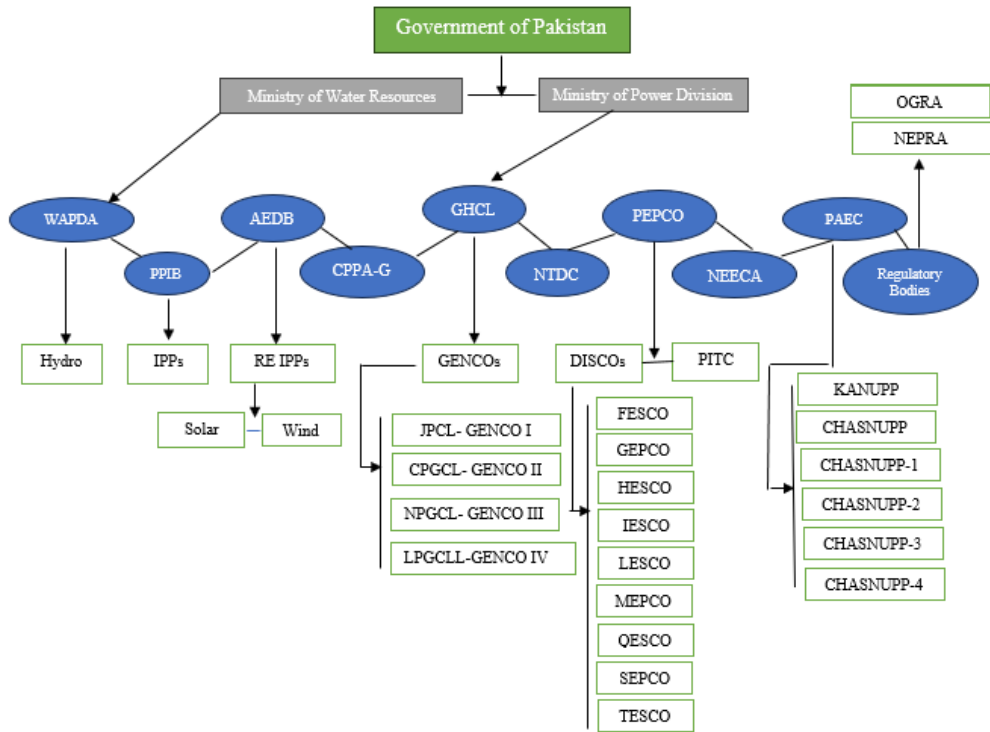 Government of Pakistan
Ministry of Water Resources
Ministry of Power Division
OGRA
NEPRA
WAPDA
AEDB
GHCL
PEPCO
PAEC
PPIB
CPPA-G
NTDC
NEECA
Regulatory
Bodies
Hydro
IPPs
RE IPPs
GENCOs
DISCOs
PITC
Solar
Wind
JPCL- GENCO I
CPGCL- GENCO II
NPGCL- GENCO III
LPGCLL-GENCO IV
FESCO
GEPCO
HESCO
IESCO
LESCO
MEPCO
QESCO
SEPCO
TESCO
KANUPP
CHASNUPP
CHASNUPP-1
CHASNUPP-2
CHASNUPP-3
CHASNUPP-4